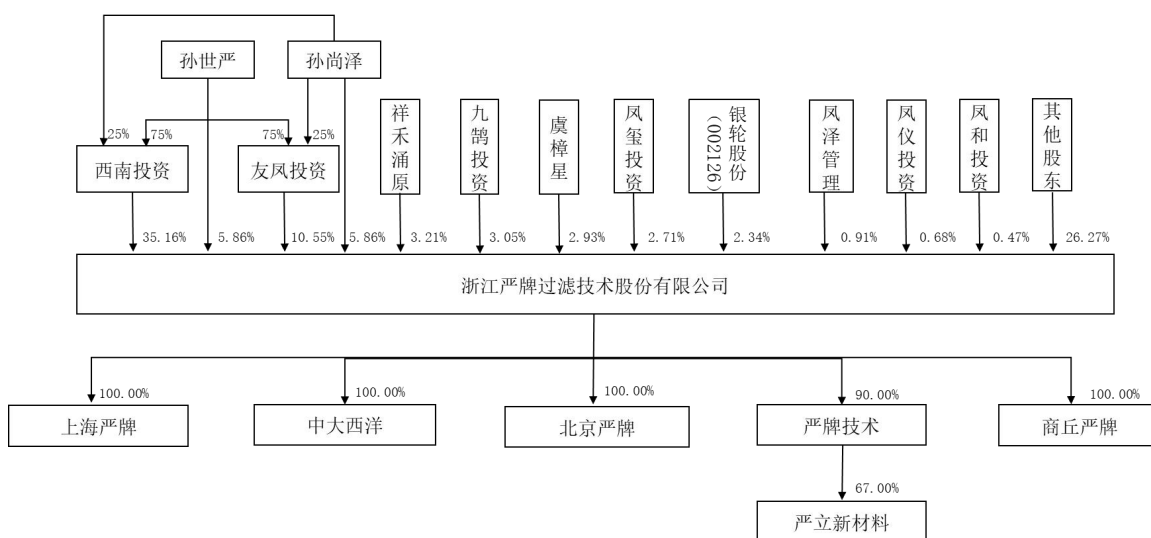 孙世严
孙尚泽
祥禾涌原
九鹄投资
虞樟星
凤玺投资
银轮股份
(002126)
凤泽管理
凤仪投资
凤和投资
其他股东
25%
75%
75%
25%
西南投资
友凤投资
35.16%
5.86%
10.55%
5.86%
3.21%
3.05%
2.93%
2.71%
2.34%
0.91%
0.68%
0.47%
26.27%
浙江严牌过滤技术股份有限公司
100.00%
100.00%
100.00%
90.00%
100.00%
上海严牌
中大西洋
北京严牌
严牌技术
商丘严牌
67.00%
严立新材料